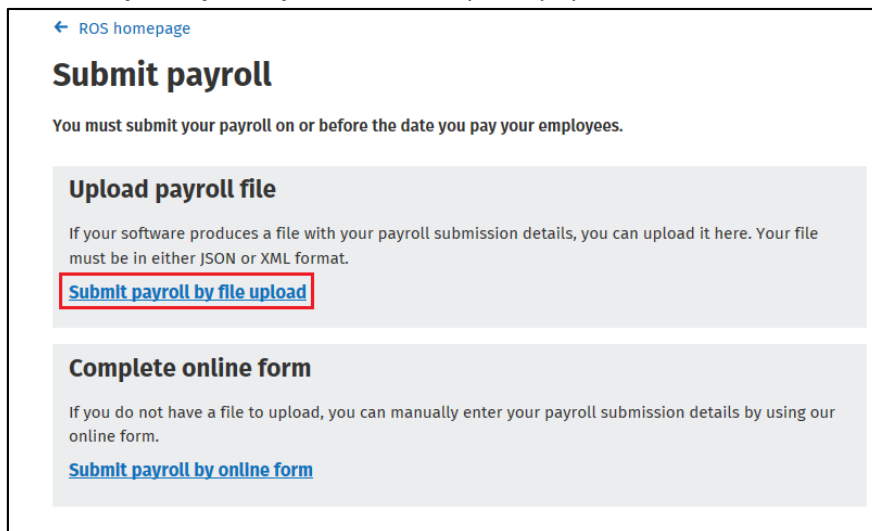 ← ROS homepage
Submit payroll
You must submit your payroll on or before the date you pay your employees.
Upload payroll file
If your software produces a file with your payroll submission details, you can upload it here. Your file
must be in either JSON or XML format.
Submit payroll by file upload
Complete online form
If you do not have a file to upload, you can manually enter your payroll submission details by using our
online form.
Submit payroll by online form